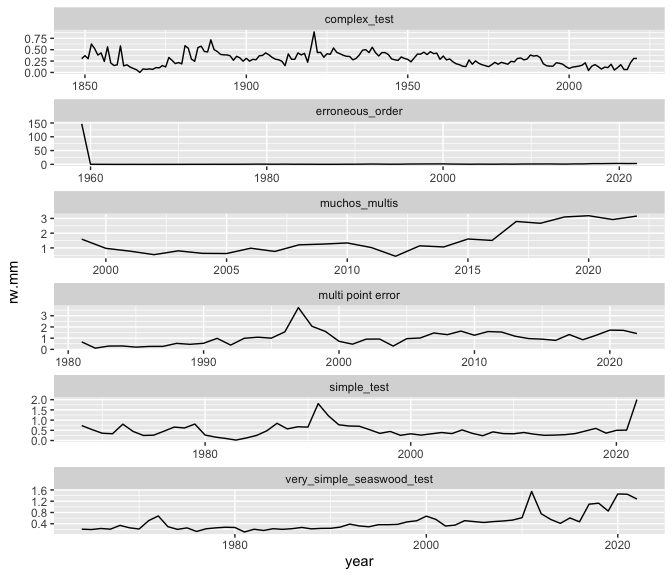 complex_test
0.75
0.50
0.25
0.00
1850 1900 1950 2000
erroneous_order
150
100
50
0
1960 1980 2000 2020
muchos_multis
3
2
1
2000 2005 2010 2015 2020
rw.mm
multi point error
3
2
1
0
1980 1990 2000 2010 2020
simple_test
2.0
1.5
1.0
0.5
0.0
1980 2000 2020
very_simple_seaswood_test
1.6
1.2
0.8
0.4
1980 2000 2020
year